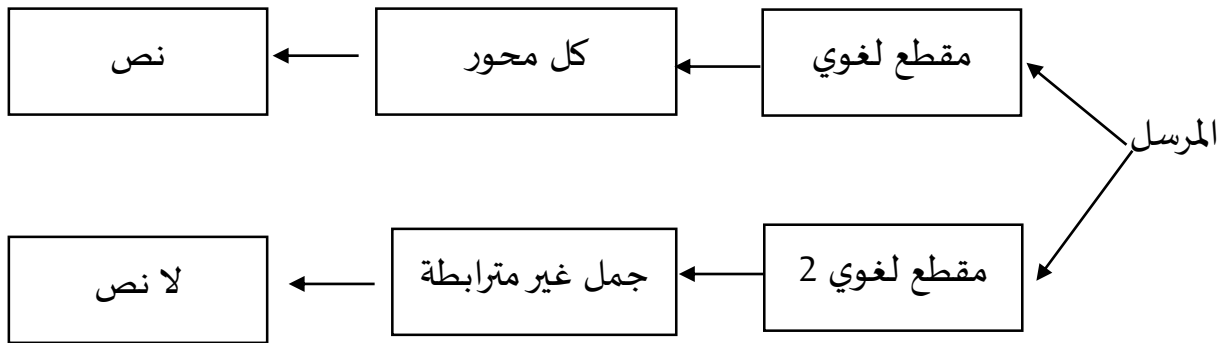 مقطع لغوي
كل محور
نص
المرسل
مقطع لغوي 2
جمل غير مترابطة
لا نص